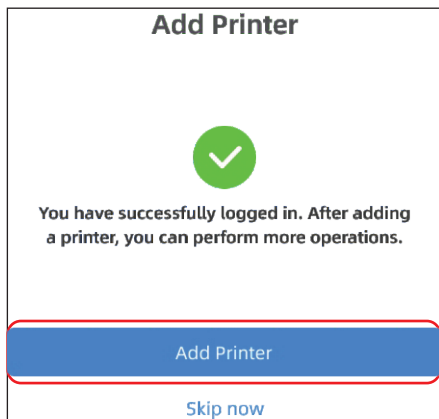 Add Printer
You have successfully logged in. After adding
a printer, you can perform more operations.
Add Printer
Skip now